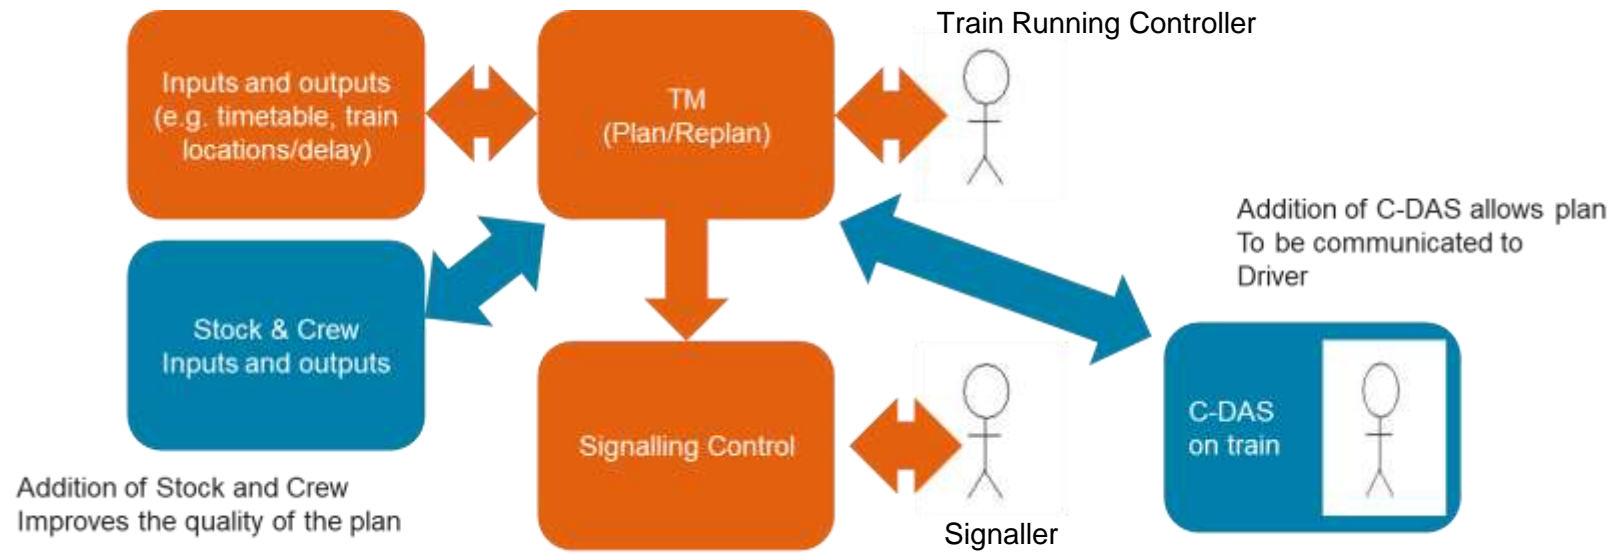 Train Running Controller
Inputs and outputs
(e.g. timetable, train
locations/delay)
TM
(Plan/Replan)
Addition of C-DAS allows plan
To be communicated to
Driver
Stock & Crew
Inputs and outputs
Signalling Control
C-DAS
on train
Addition of Stock and Crew
Improves the quality of the plan
Signaller